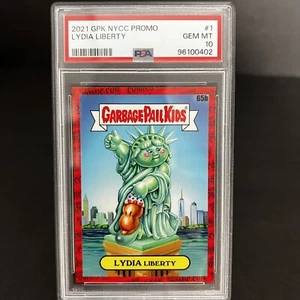 2021 GPK NYCC PROMO #1
LYDIA LIBERTY GEM MT
PSA 10
96100402
65b
GARBAGE PAIL KIDS
LYDIA LIBERTY